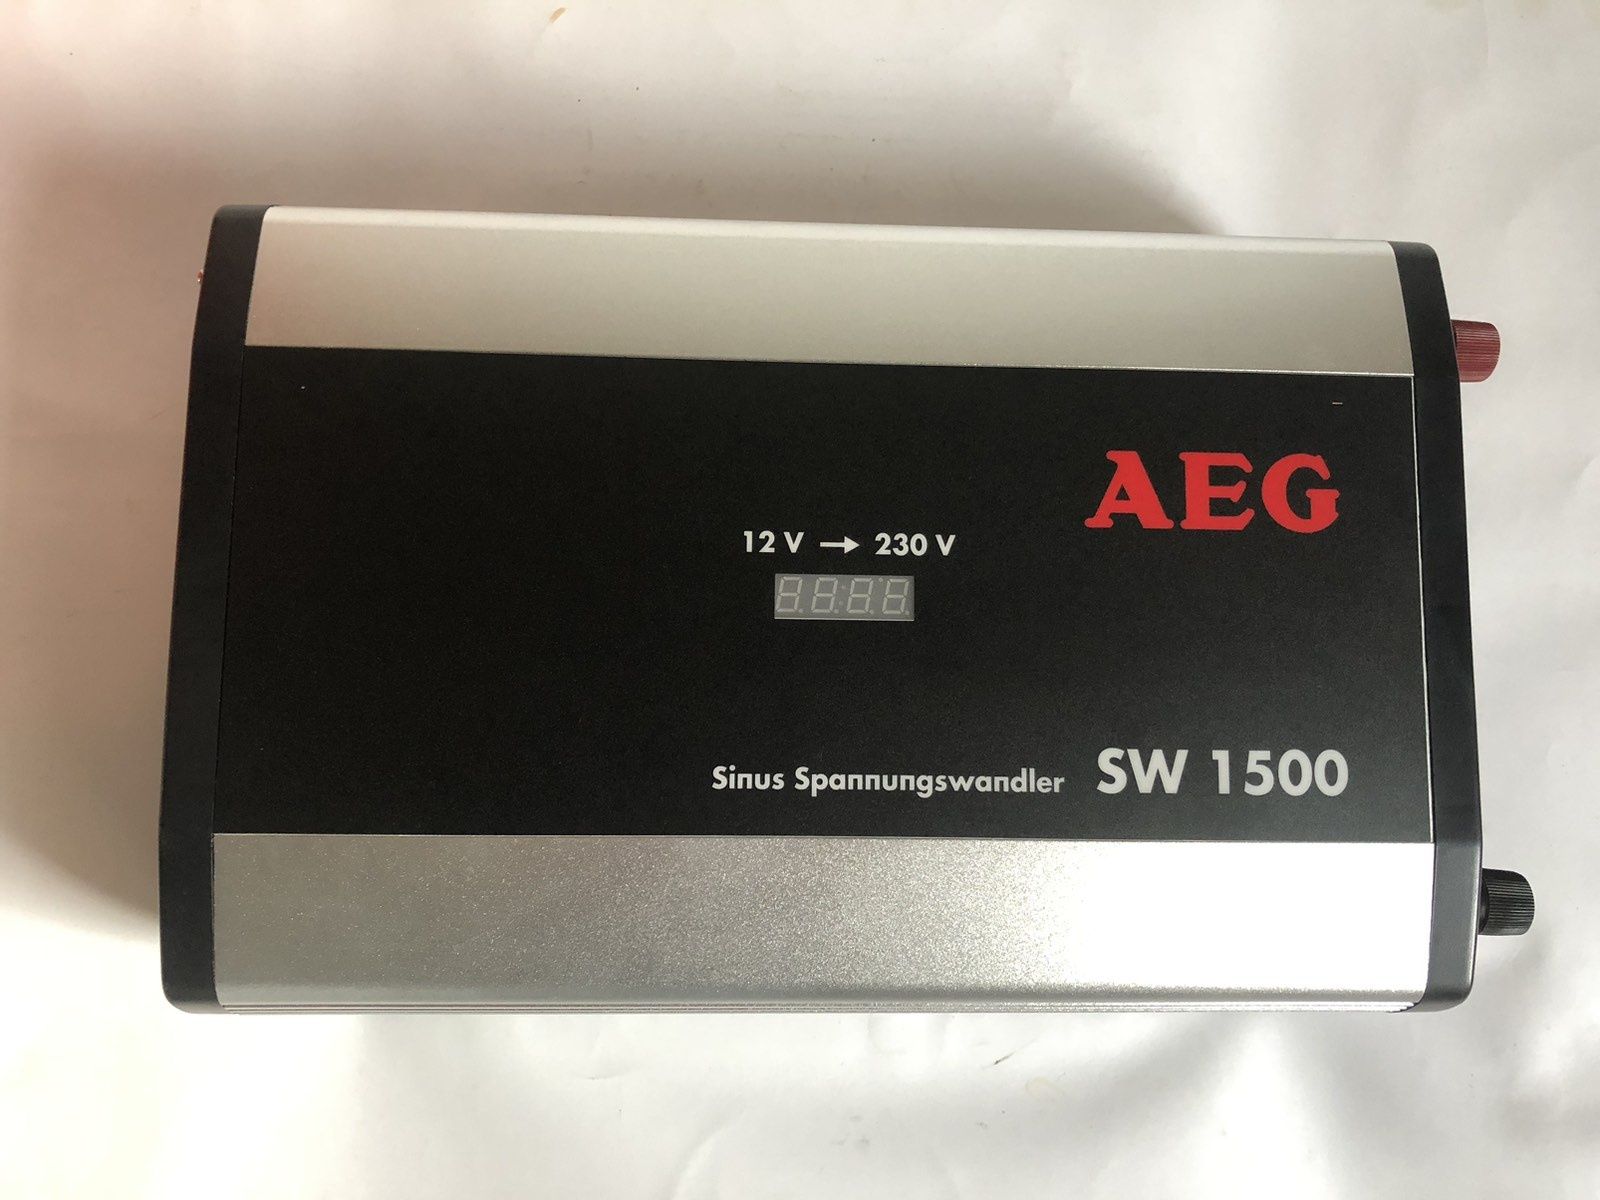 AEG
12 V → 230 V
Sinus Spannungswandler SW 1500